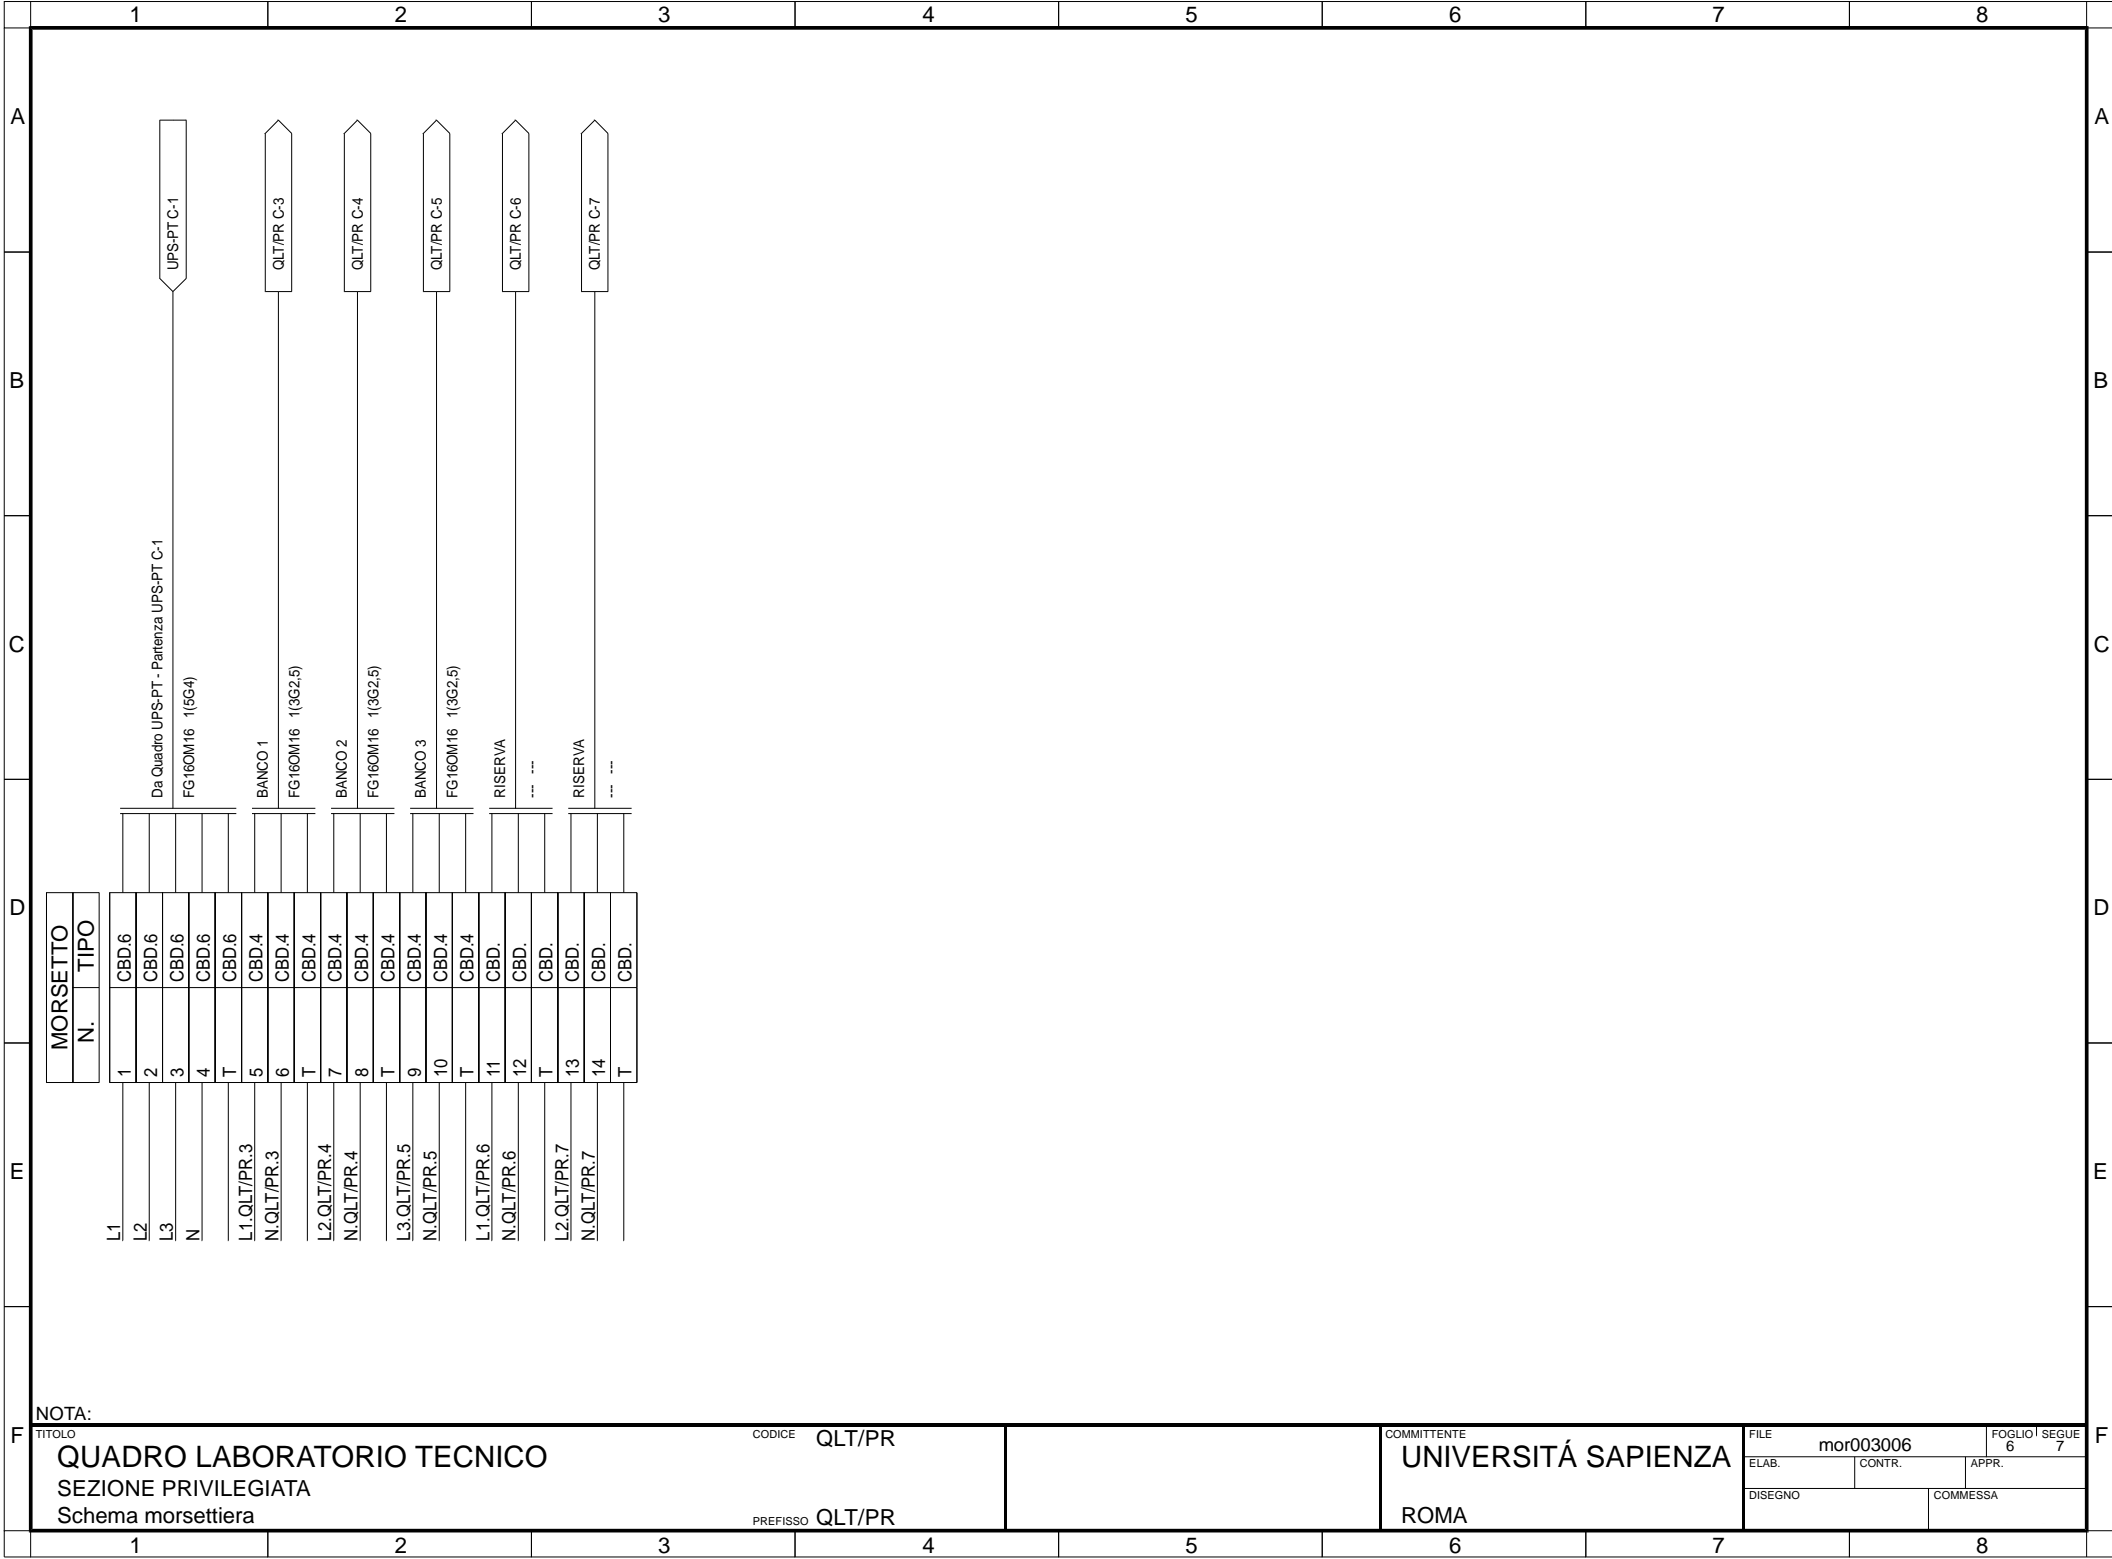 1 2 3 4 5 6 7 8
A A
B B
C C
D D
E E
F F
UPS-PT C-1
QLT/PR C-3
QLT/PR C-4
QLT/PR C-5
QLT/PR C-6
QLT/PR C-7
Da Quadro UPS-PT - Partenza UPS-PT C-1
FG16OM16 1(5G4)
BANCO 1
FG16OM16 1(3G2,5)
BANCO 2
FG16OM16 1(3G2,5)
BANCO 3
FG16OM16 1(3G2,5)
RISERVA
--- ---
RISERVA
--- ---
MORSETTO
N. TIPO
L1 1 CBD.6
L2 2 CBD.6
L3 3 CBD.6
N 4 CBD.6
T CBD.6
L1.QLT/PR.3 5 CBD.4
N.QLT/PR.3 6 CBD.4
T CBD.4
L2.QLT/PR.4 7 CBD.4
N.QLT/PR.4 8 CBD.4
T CBD.4
L3.QLT/PR.5 9 CBD.4
N.QLT/PR.5 10 CBD.4
T CBD.4
L1.QLT/PR.6 11 CBD.
N.QLT/PR.6 12 CBD.
T CBD.
L2.QLT/PR.7 13 CBD.
N.QLT/PR.7 14 CBD.
T CBD.
NOTA:
TITOLO
QUADRO LABORATORIO TECNICO
SEZIONE PRIVILEGIATA
Schema morsettiera
CODICE QLT/PR
PREFISSO QLT/PR
COMMITTENTE
UNIVERSITÁ SAPIENZA
ROMA
FILE mor003006
FOGLIO 6 SEGUE 7
ELAB. CONTR. APPR.
DISEGNO COMMESSA
1 2 3 4 5 6 7 8